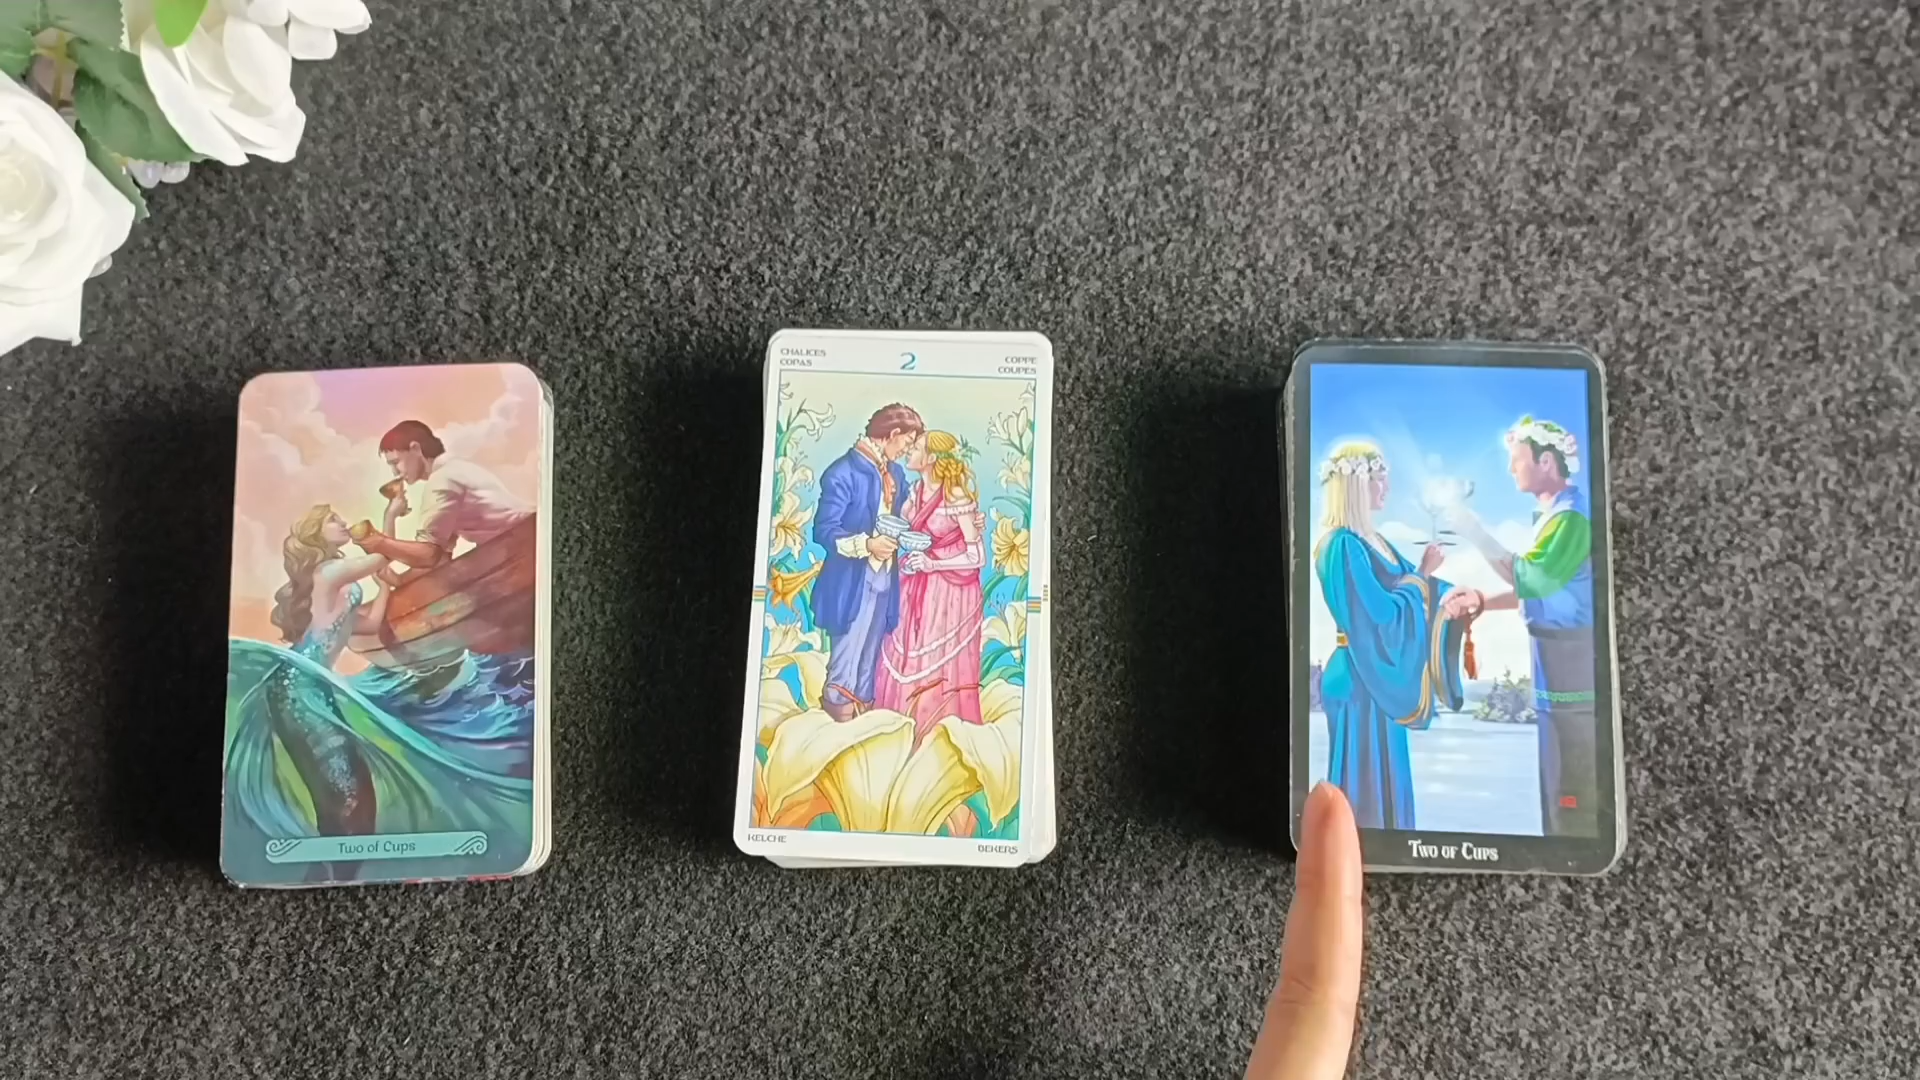 Two of Cups
CHALICES
COPAS
2
COPPE
COUPES
KELCHE
BEKERS
Two of Cups